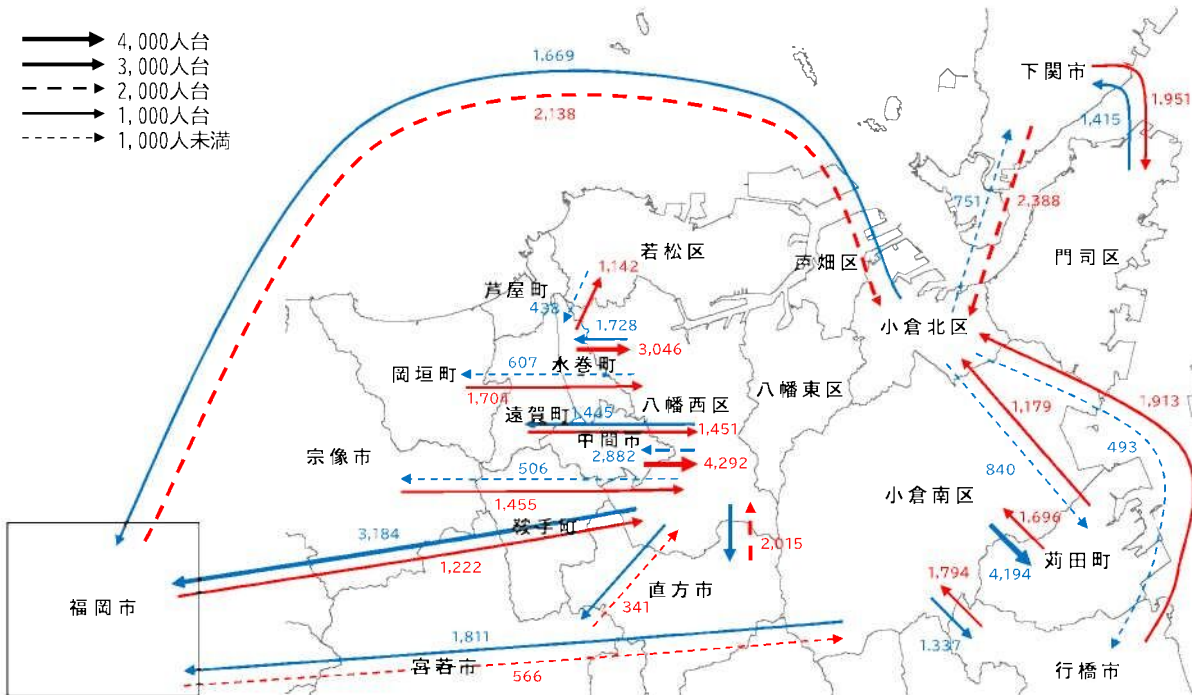 4,000人台
3,000人台
2,000人台
1,000人台
1,000人未満
1.669
2,138
下関市
1.951
1,415
751
2,388
若松区
戸畑区
門司区
芦屋町
1,142
438
1.728
3,046
小倉北区
水巻町
607
岡垣町
1,704
八幡東区
八幡西区
遠賀町
1,445
1,451
1,179
1,913
中間市
2,882
4,292
493
宗像市
506
840
1,455
小倉南区
鞍手町
3,184
1,222
2,015
1,696
4,194
苅田町
福岡市
直方市
341
1,794
1,811
1.337
宮若市
566
行橋市